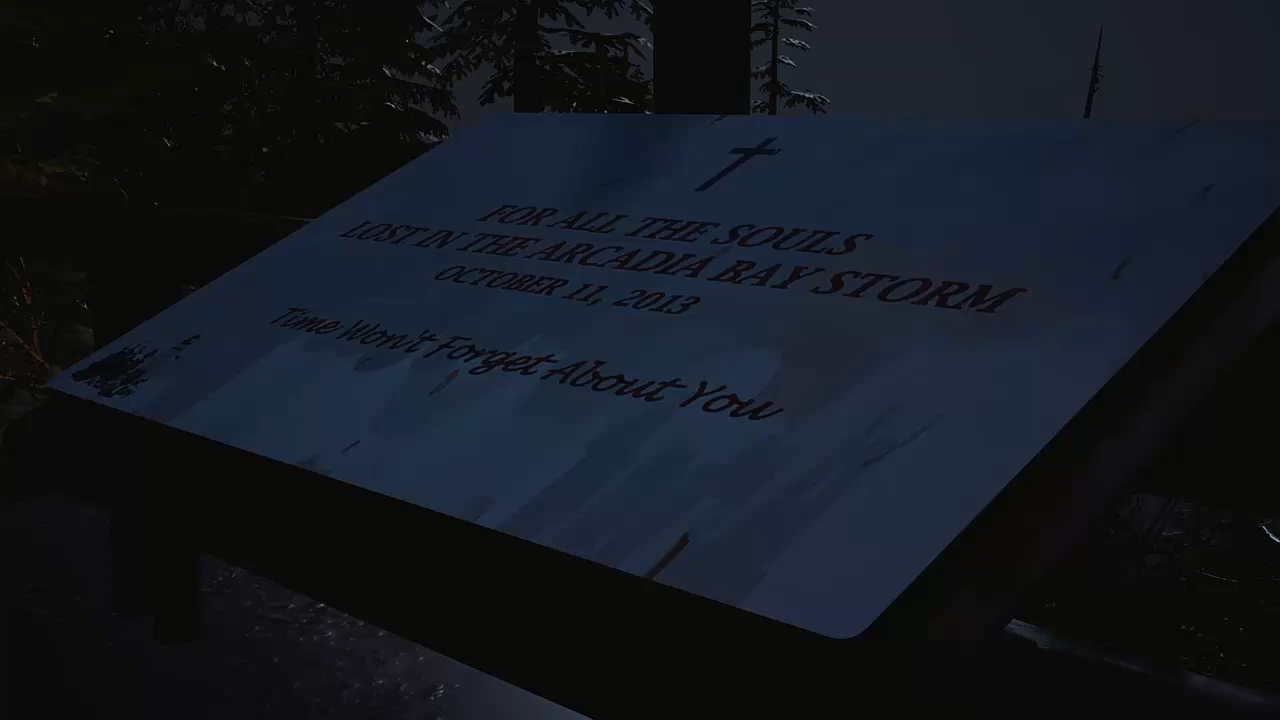 FOR ALL THE SOULS
LOST IN THE ARCADIA BAY STORM
OCTOBER 11, 2013
Time Won't Forget About You